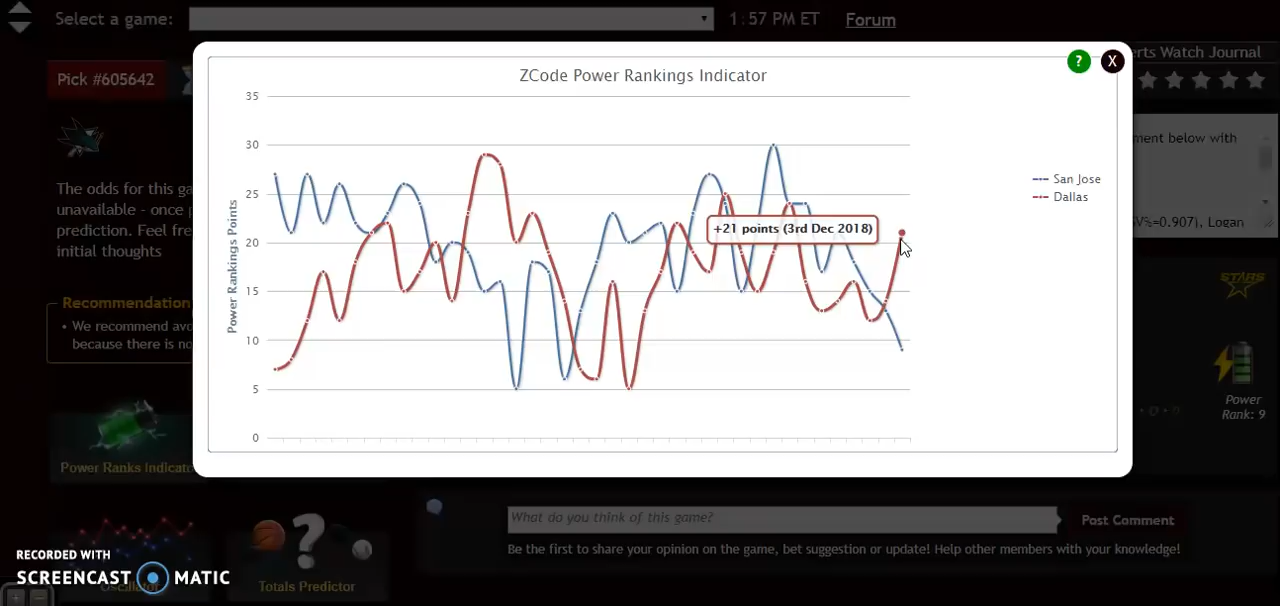 Select a game:
1:57 PM ET
Forum
Pick #605642
erts Watch Journal
ZCode Power Rankings Indicator
35
30
25
20
15
10
5
0
Power Rankings Points
San Jose
Dallas
+21 points (3rd Dec 2018)
?
X
ment below with
SV%=0.907), Logan
The odds for this ga
unavailable - once p
prediction. Feel fre
initial thoughts
Recommendation
• We recommend avo
because there is no
STARS
Power
Rank: 9
Power Ranks Indicato
What do you think of this game?
Post Comment
Be the first to share your opinion on the game, bet suggestion or update! Help other members with your knowledge!
RECORDED WITH
SCREENCAST MATIC
Oscillator
Totals Predictor